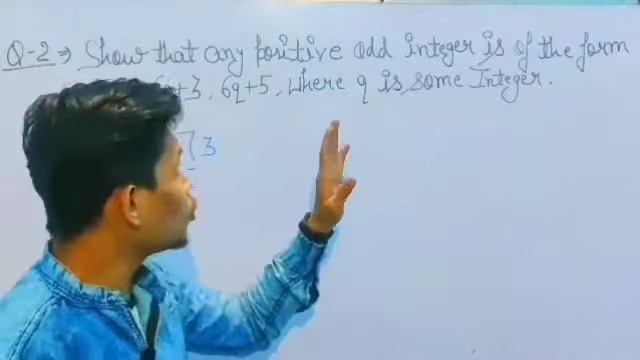 Q-2⇒ Show that any positive odd integer is of the form
+3, 6q+5, where q is some Integer.
7(3